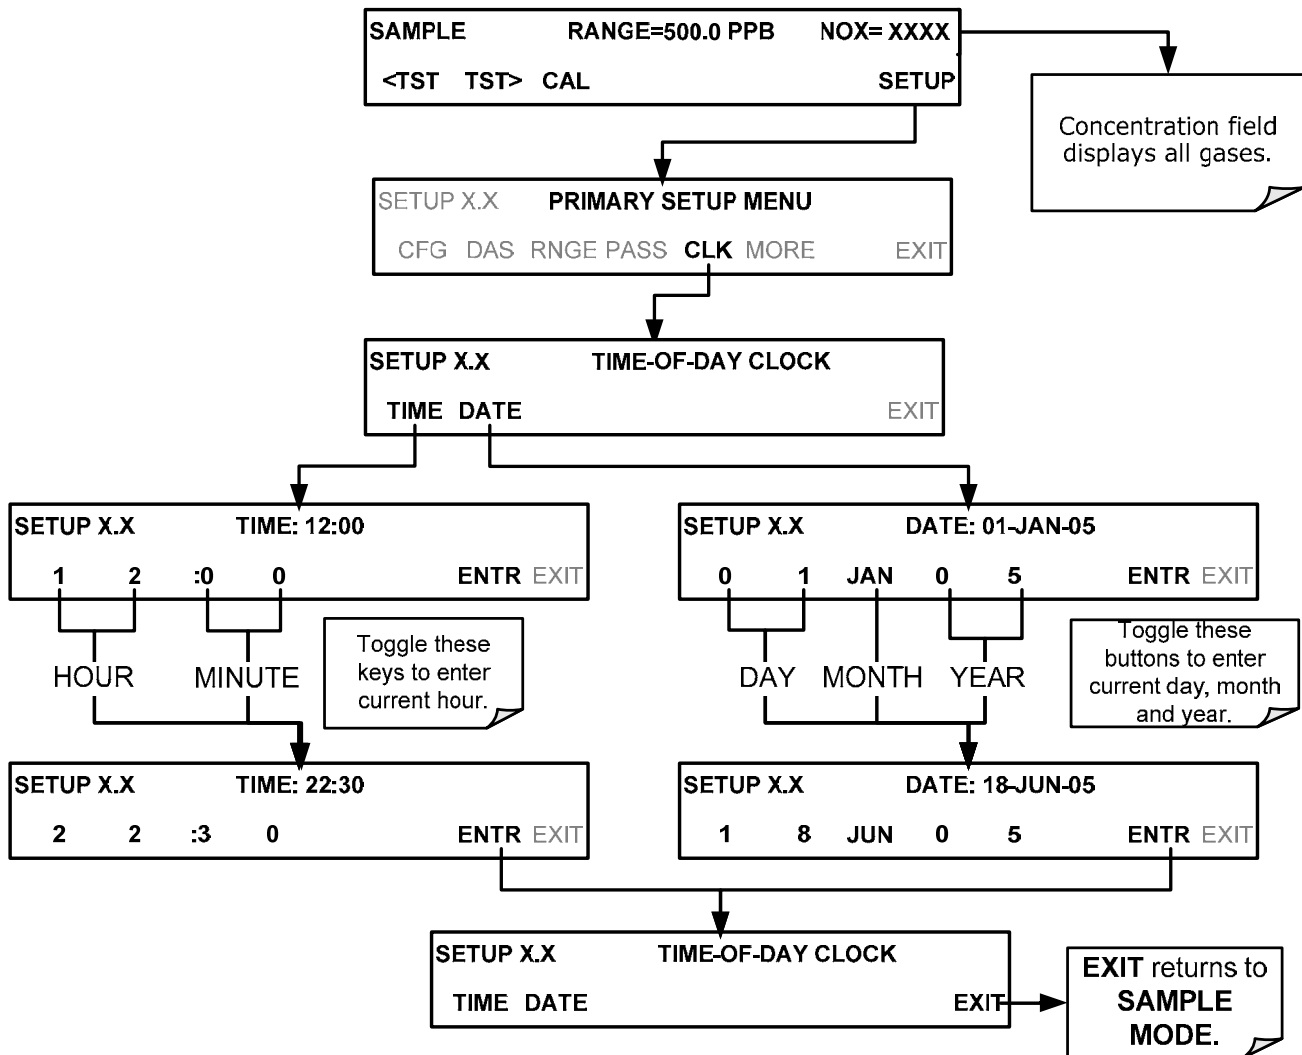 SAMPLE RANGE=500.0 PPB NOX= XXXX
<TST TST> CAL SETUP
Concentration field
displays all gases.
SETUP X.X PRIMARY SETUP MENU
CFG DAS RNGE PASS CLK MORE EXIT
SETUP X.X TIME-OF-DAY CLOCK
TIME DATE EXIT
SETUP X.X TIME: 12:00
1 2 :0 0 ENTR EXIT
HOUR MINUTE
Toggle these
keys to enter
current hour.
SETUP X.X DATE: 01-JAN-05
0 1 JAN 0 5 ENTR EXIT
DAY MONTH YEAR
Toggle these
buttons to enter
current day, month
and year.
SETUP X.X TIME: 22:30
2 2 :3 0 ENTR EXIT
SETUP X.X DATE: 18-JUN-05
1 8 JUN 0 5 ENTR EXIT
SETUP X.X TIME-OF-DAY CLOCK
TIME DATE EXIT
EXIT returns to
SAMPLE
MODE.